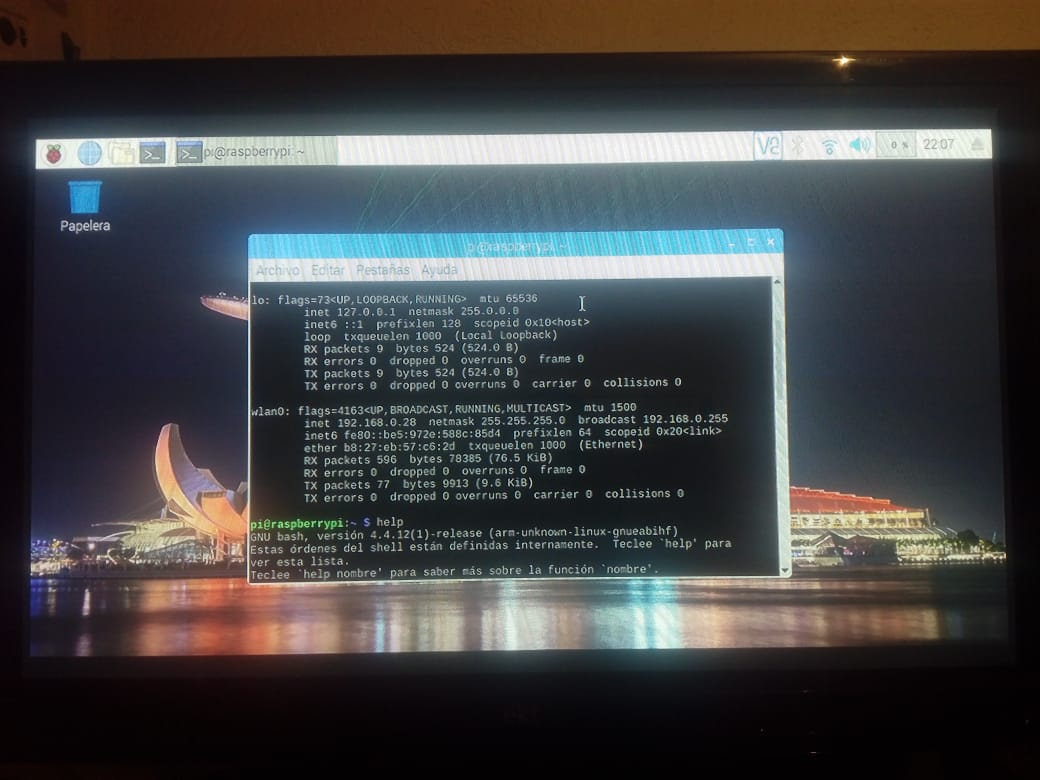 pi@raspberrypi: ~
V2
0 %
22:07
Papelera
pi@raspberrypi: ~
Archivo Editar Pestañas Ayuda
lo: flags=73<UP,LOOPBACK,RUNNING> mtu 65536
inet 127.0.0.1 netmask 255.0.0.0
inet6 ::1 prefixlen 128 scopeid 0x10<host>
loop txqueuelen 1000 (Local Loopback)
RX packets 9 bytes 524 (524.0 B)
RX errors 0 dropped 0 overruns 0 frame 0
TX packets 9 bytes 524 (524.0 B)
TX errors 0 dropped 0 overruns 0 carrier 0 collisions 0
wlan0: flags=4163<UP,BROADCAST,RUNNING,MULTICAST> mtu 1500
inet 192.168.0.28 netmask 255.255.255.0 broadcast 192.168.0.255
inet6 fe80::be5:972e:588c:85d4 prefixlen 64 scopeid 0x20<link>
ether b8:27:eb:57:c6:2d txqueuelen 1000 (Ethernet)
RX packets 596 bytes 78385 (76.5 KiB)
RX errors 0 dropped 0 overruns 0 frame 0
TX packets 77 bytes 9913 (9.6 KiB)
TX errors 0 dropped 0 overruns 0 carrier 0 collisions 0
pi@raspberrypi:~ $ help
GNU bash, versión 4.4.12(1)-release (arm-unknown-linux-gnueabihf)
Estas órdenes del shell están definidas internamente. Teclee `help' para
ver esta lista.
Teclee `help nombre' para saber más sobre la función `nombre'.